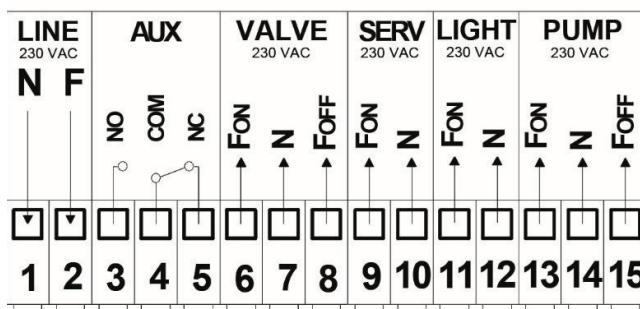 LINE AUX VALVE SERV LIGHT PUMP
230 VAC 230 VAC 230 VAC 230 VAC 230 VAC
N F
NO COM NC FON N FOFF FON N FON N FON N FOFF
1 2 3 4 5 6 7 8 9 10 11 12 13 14 15